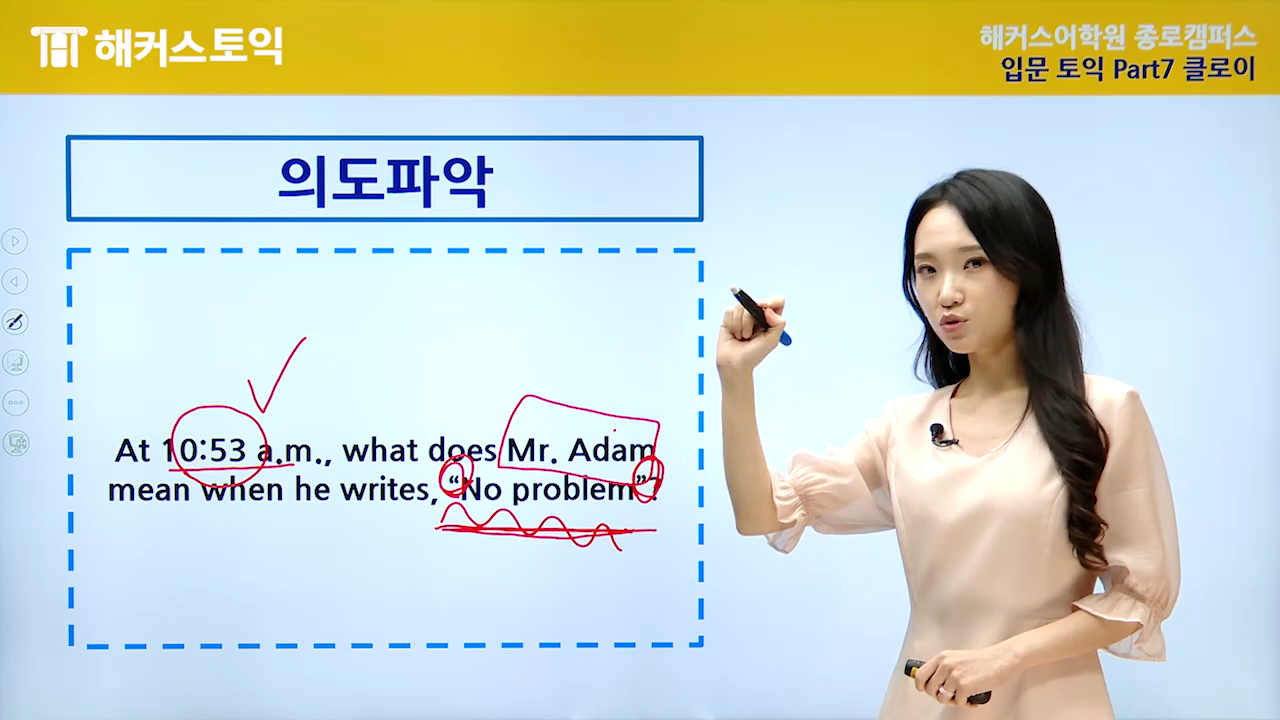 해커스토익
해커스어학원 종로캠퍼스
입문 토익 Part7 클로이
의도파악
At 10:53 a.m., what does Mr. Adam
mean when he writes, “No problem”?